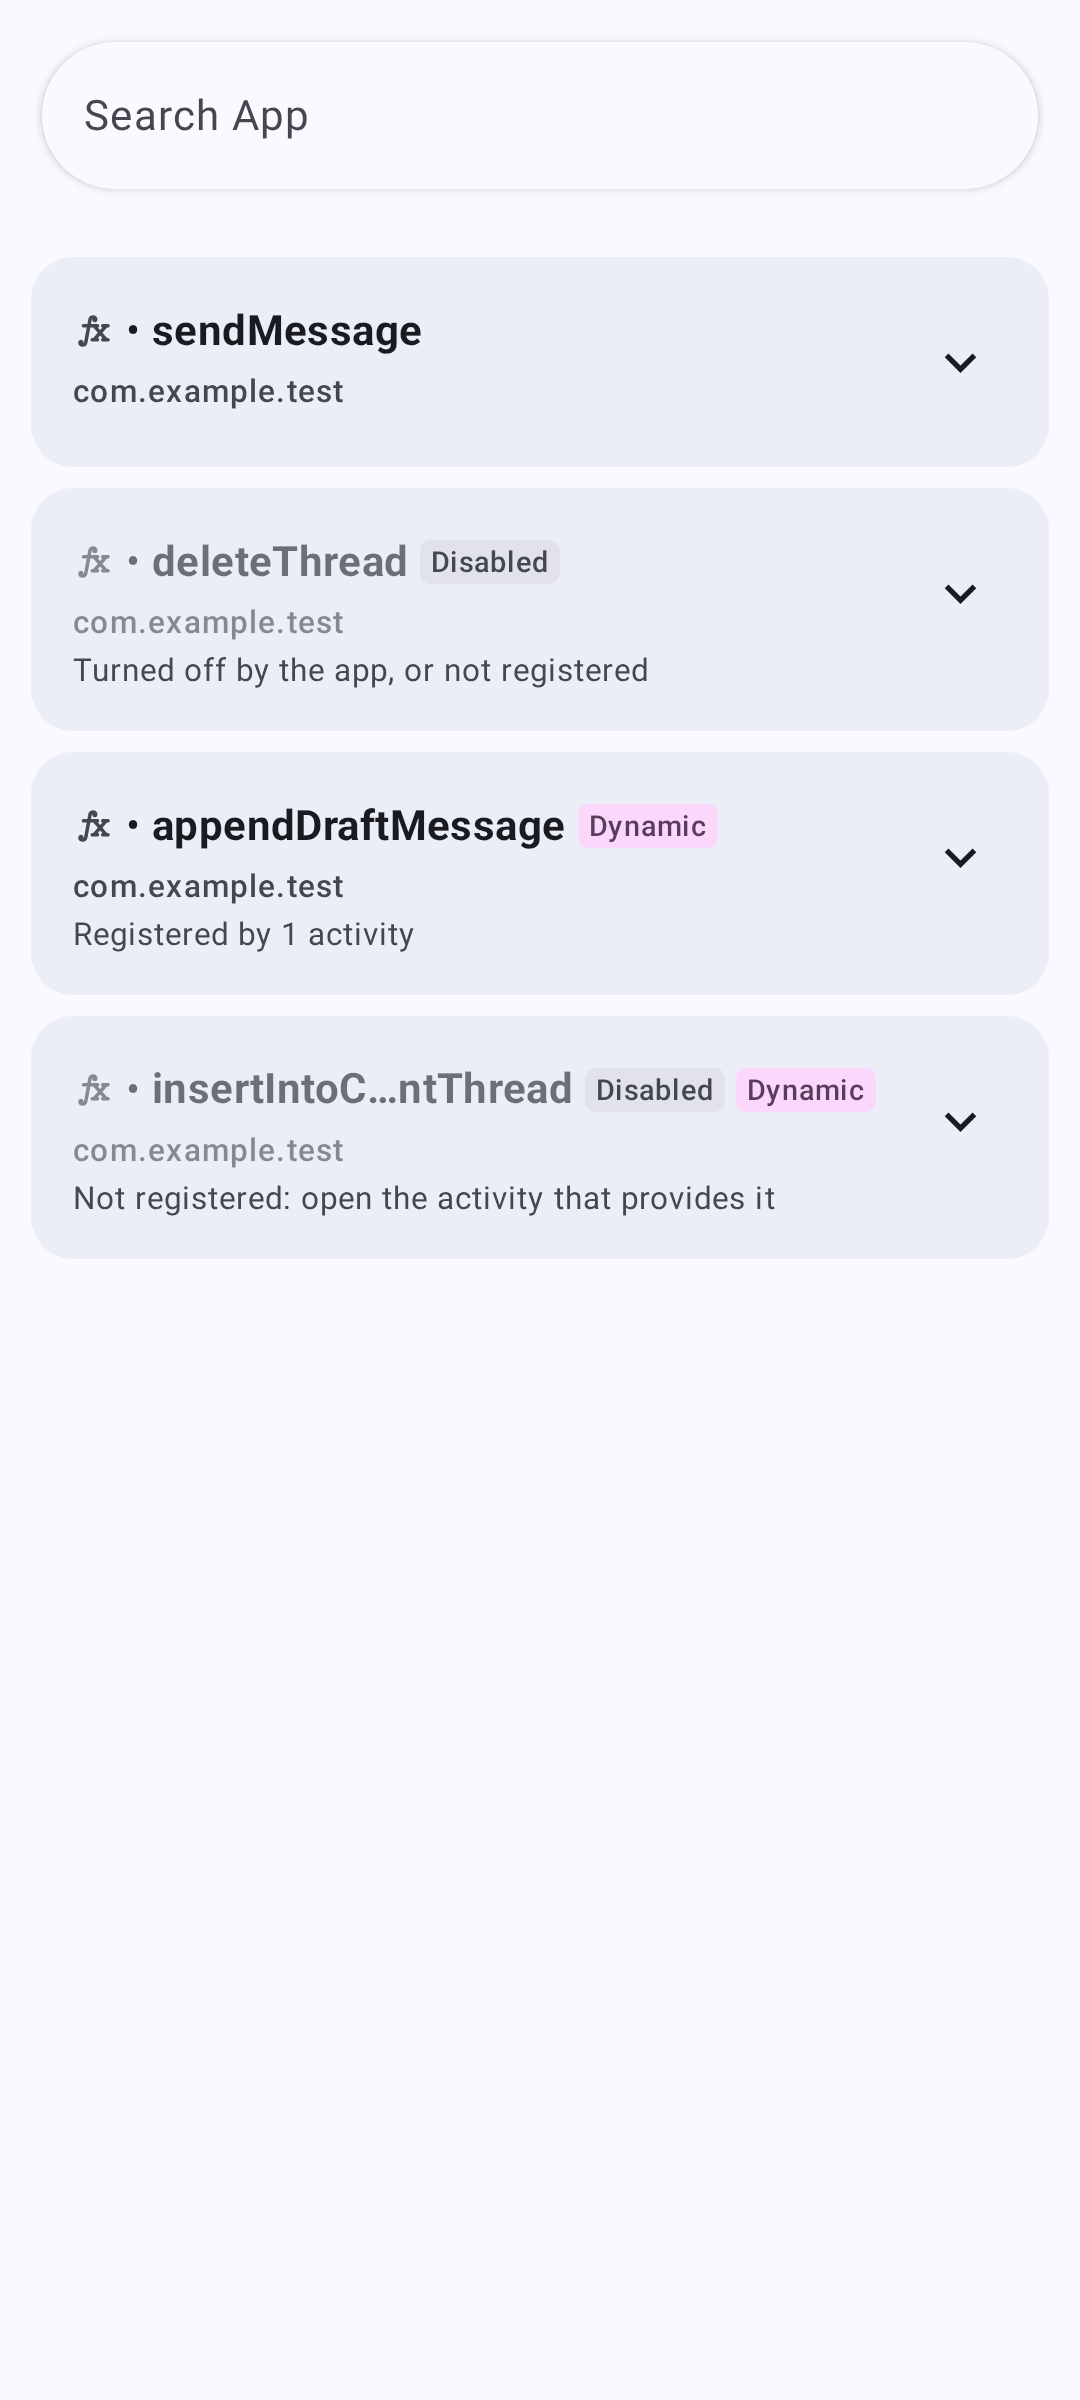 Search App
fx • sendMessage
com.example.test
fx • deleteThread Disabled
com.example.test
Turned off by the app, or not registered
fx • appendDraftMessage Dynamic
com.example.test
Registered by 1 activity
fx • insertIntoC…ntThread Disabled Dynamic
com.example.test
Not registered: open the activity that provides it